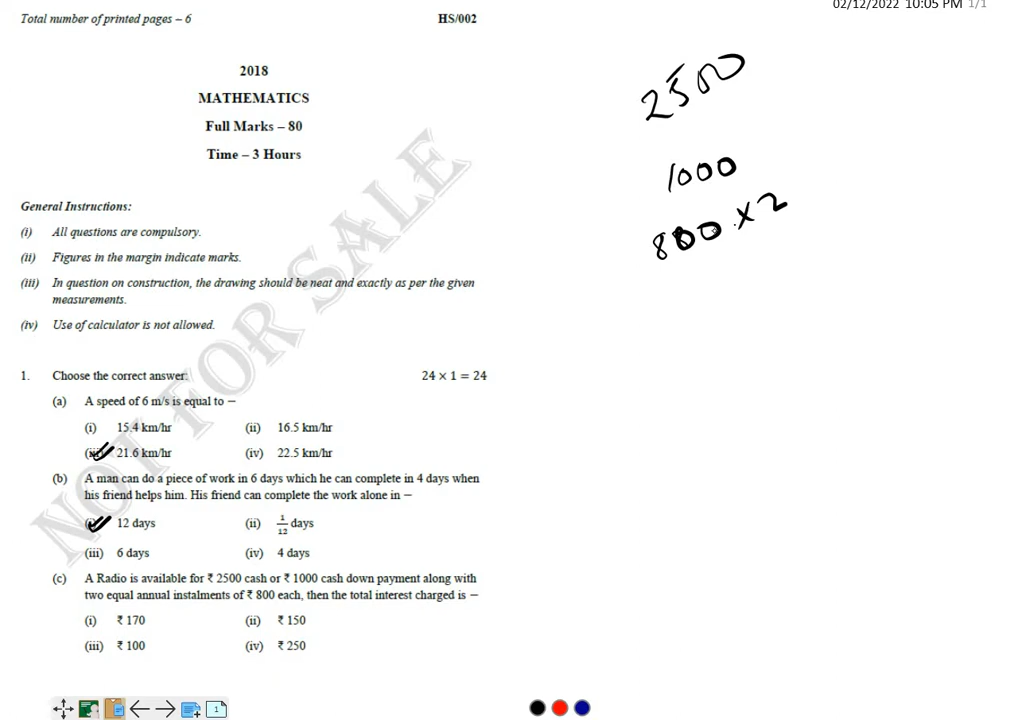 02/12/2022 10:05 PM 1/1
Total number of printed pages – 6 HS/002
2018
MATHEMATICS
Full Marks – 80
Time – 3 Hours
General Instructions:
(i) All questions are compulsory.
(ii) Figures in the margin indicate marks.
(iii) In question on construction, the drawing should be neat and exactly as per the given
measurements.
(iv) Use of calculator is not allowed.
1. Choose the correct answer: 24 × 1 = 24
(a) A speed of 6 m/s is equal to –
(i) 15.4 km/hr (ii) 16.5 km/hr
(iii) 21.6 km/hr (iv) 22.5 km/hr
(b) A man can do a piece of work in 6 days which he can complete in 4 days when
his friend helps him. His friend can complete the work alone in –
(i) 12 days (ii) 1/12 days
(iii) 6 days (iv) 4 days
(c) A Radio is available for ₹ 2500 cash or ₹ 1000 cash down payment along with
two equal annual instalments of ₹ 800 each, then the total interest charged is –
(i) ₹ 170 (ii) ₹ 150
(iii) ₹ 100 (iv) ₹ 250
NOT FOR SALE
2500
1000
800 × 2
1